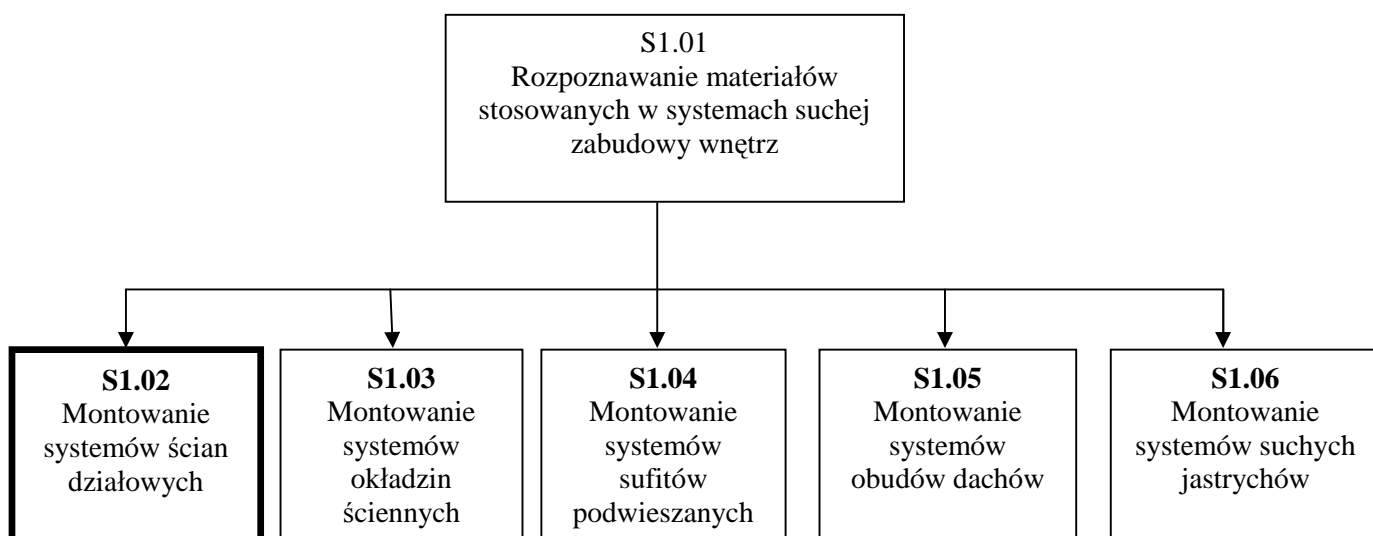 S1.01
Rozpoznawanie materiałów
stosowanych w systemach suchej
zabudowy wnętrz
S1.02
Montowanie
systemów ścian
działowych
S1.03
Montowanie
systemów
okładzin
ściennych
S1.04
Montowanie
systemów
sufitów
podwieszanych
S1.05
Montowanie
systemów
obudów dachów
S1.06
Montowanie
systemów suchych
jastrychów